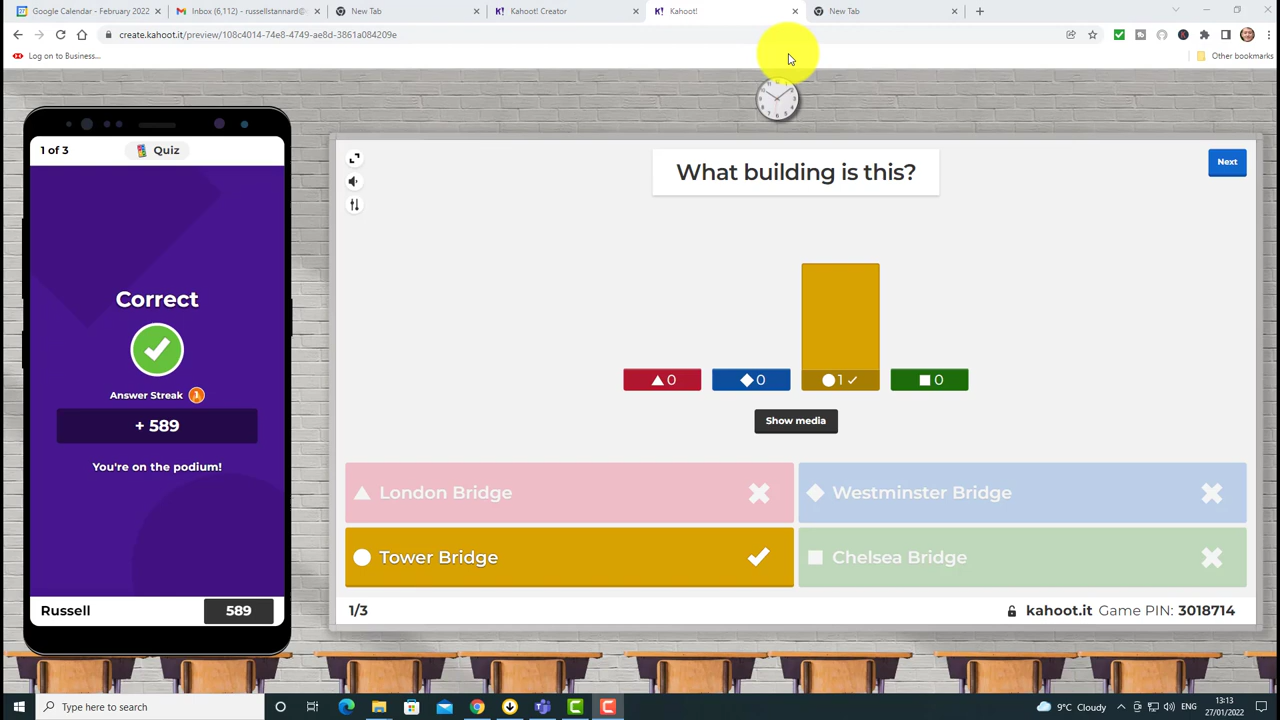 Google Calendar - February 2022
Inbox (6,112) - russellstannard@
New Tab
Kahoot! Creator
Kahoot!
New Tab
create.kahoot.it/preview/108c4014-74e8-4749-ae8d-3861a084209e
Log on to Business...
Other bookmarks
1 of 3
Quiz
What building is this?
Next
Correct
Answer Streak 1
+ 589
You're on the podium!
0
0
1
0
Show media
London Bridge
Westminster Bridge
Tower Bridge
Chelsea Bridge
Russell
589
1/3
kahoot.it Game PIN: 3018714
Type here to search
9°C Cloudy
ENG
13:13
27/01/2022